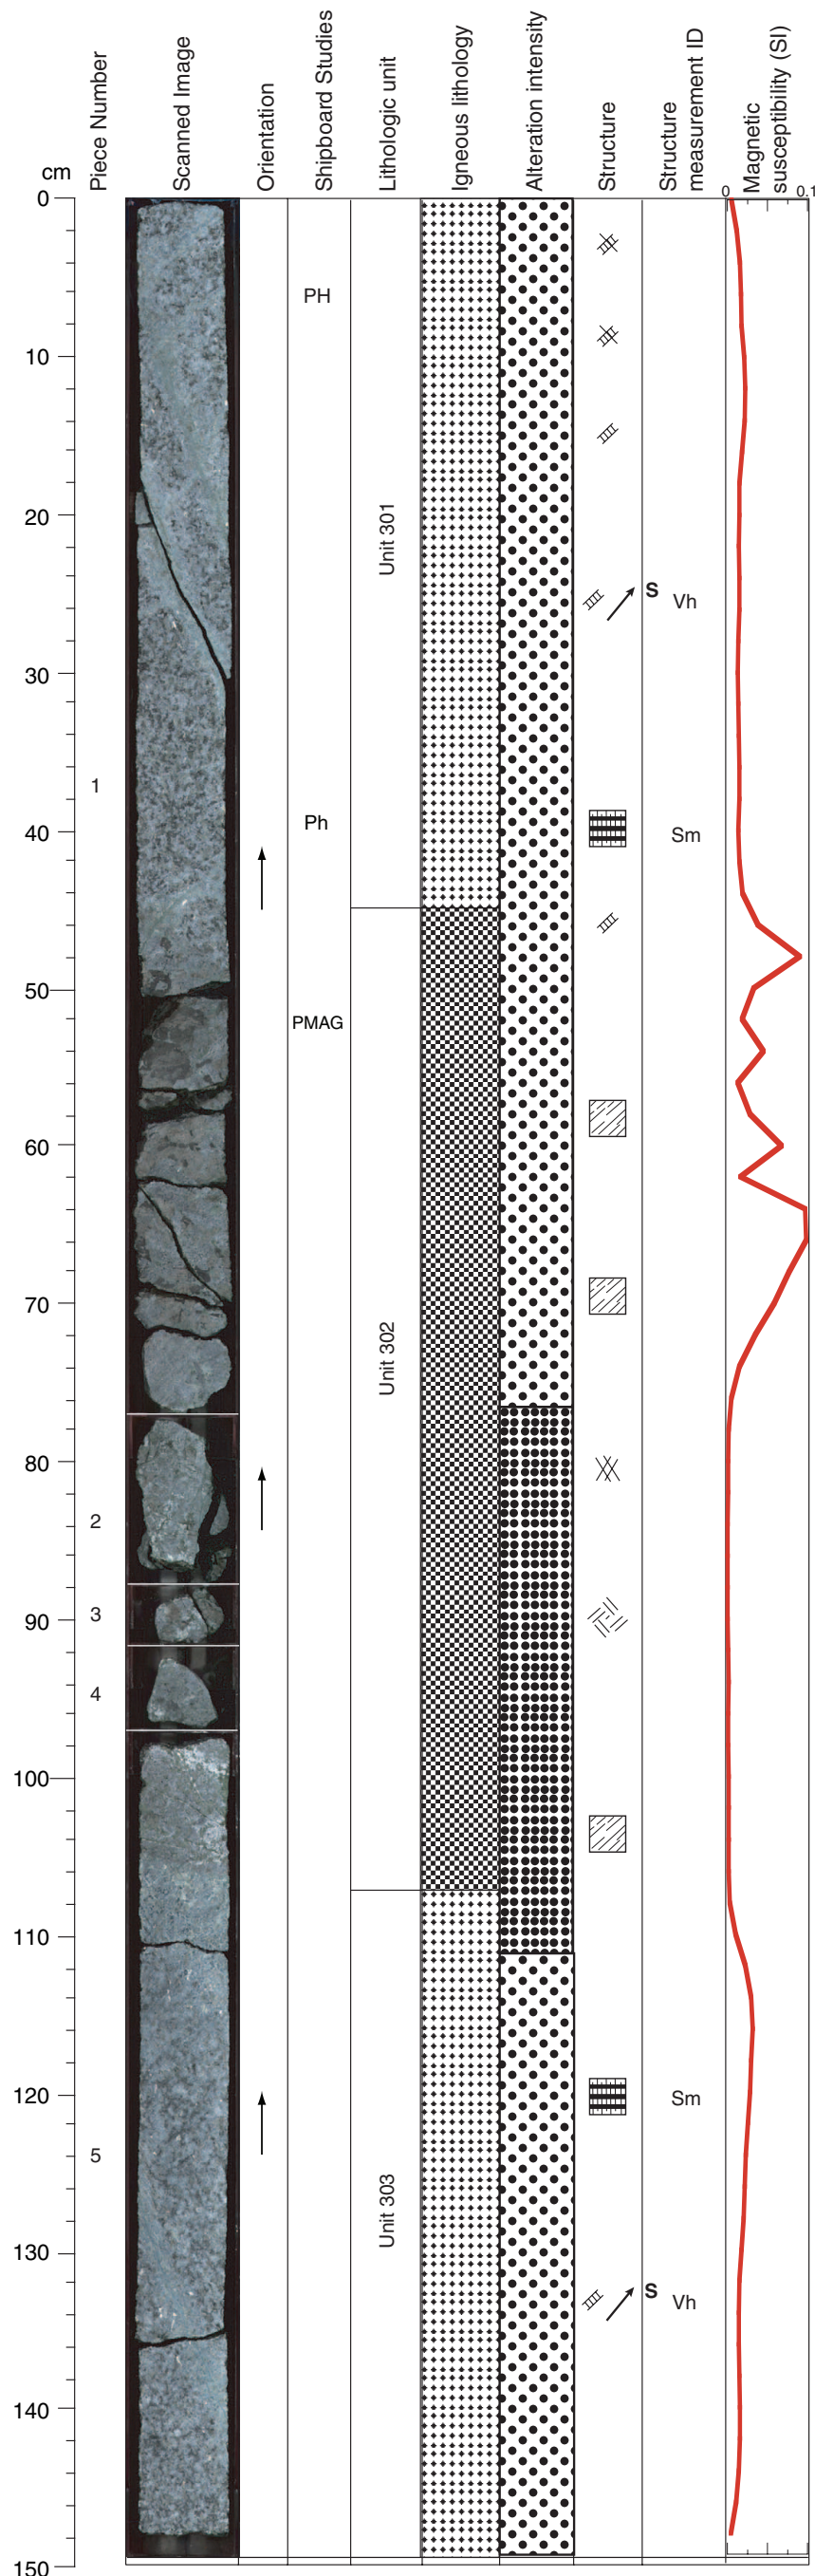 cm
Piece Number
Scanned Image
Orientation
Shipboard Studies
Lithologic unit
Igneous lithology
Alteration intensity
Structure
Structure
measurement ID
Magnetic
susceptibility (SI)
0 0.1
0
PH
10
20
Unit 301
S
Vh
30
1
Ph
40
Sm
50
PMAG
60
70
Unit 302
80
2
3
90
4
100
110
120
Sm
5
Unit 303
130
S
Vh
140
150